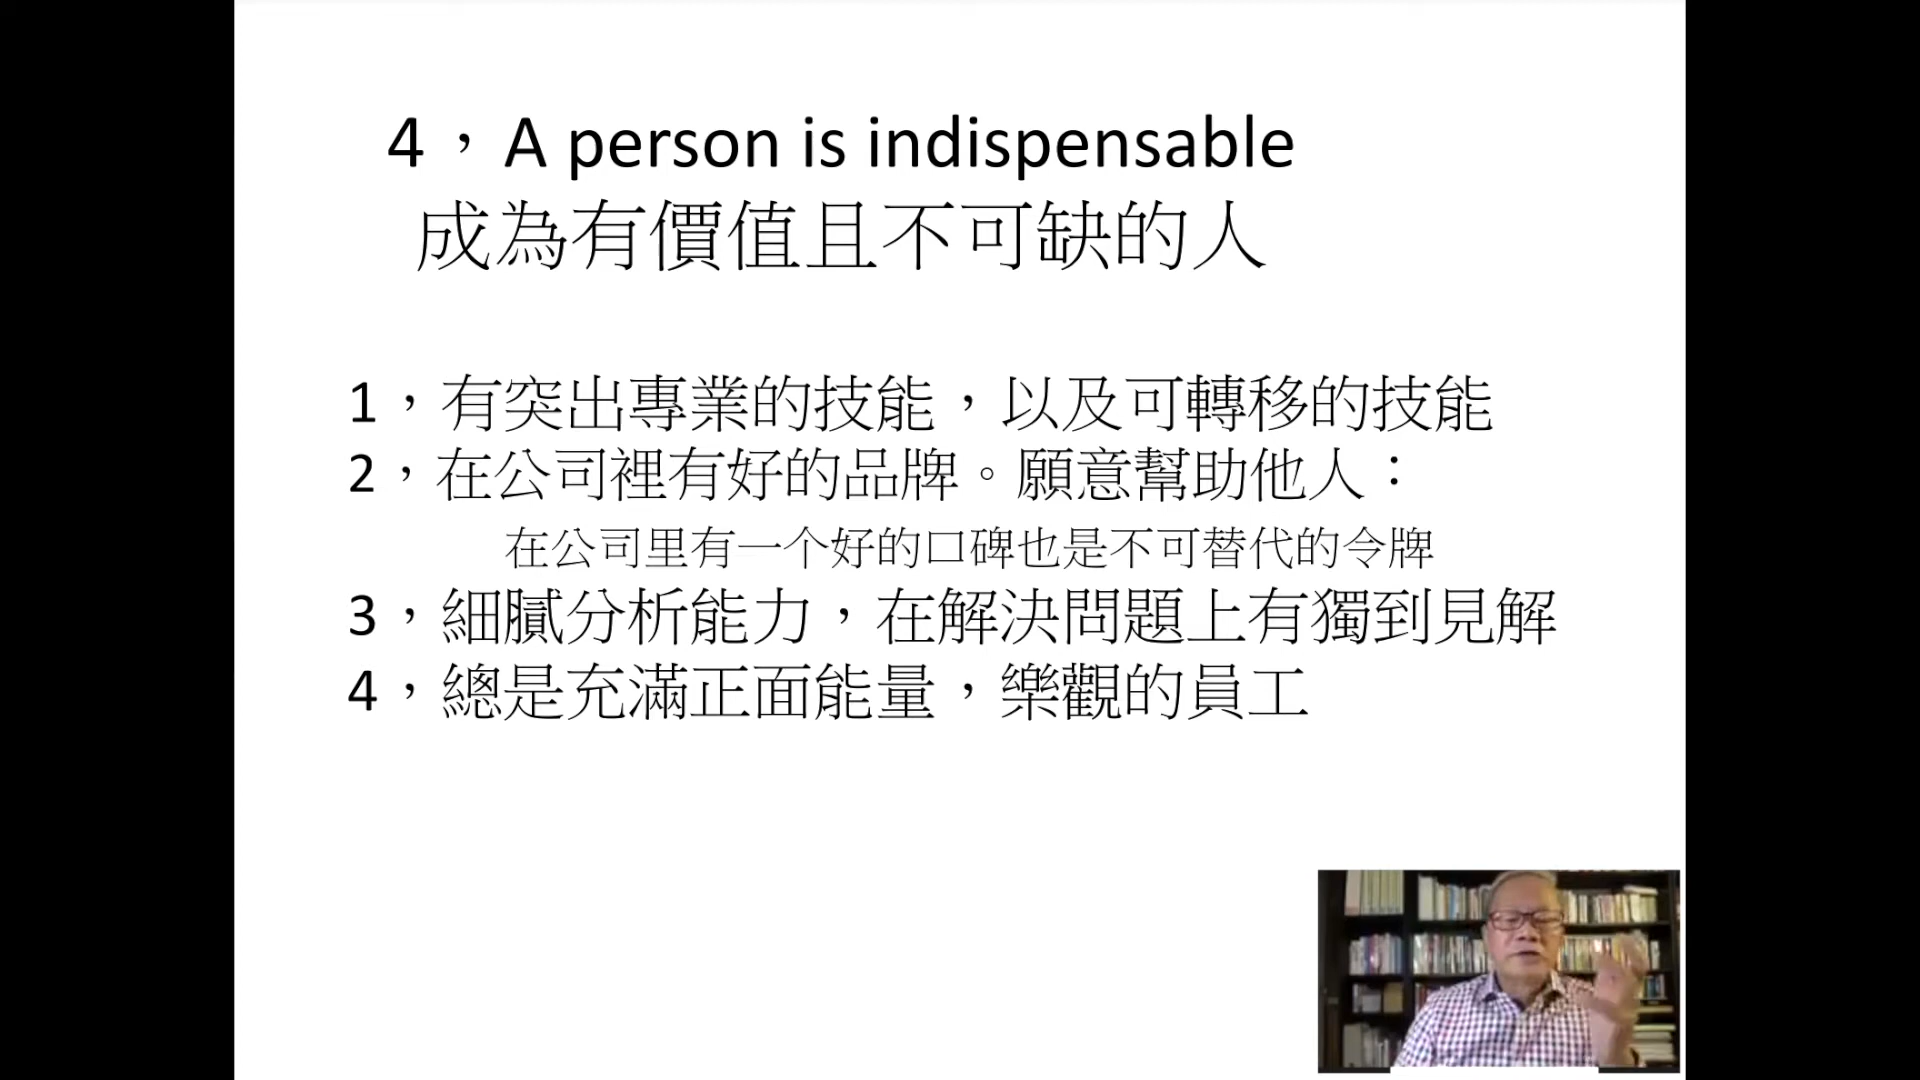 4，A person is indispensable
成為有價值且不可缺的人
1，有突出專業的技能，以及可轉移的技能
2，在公司裡有好的品牌。願意幫助他人：
在公司里有一个好的口碑也是不可替代的令牌
3，細膩分析能力，在解決問題上有獨到見解
4，總是充滿正面能量，樂觀的員工